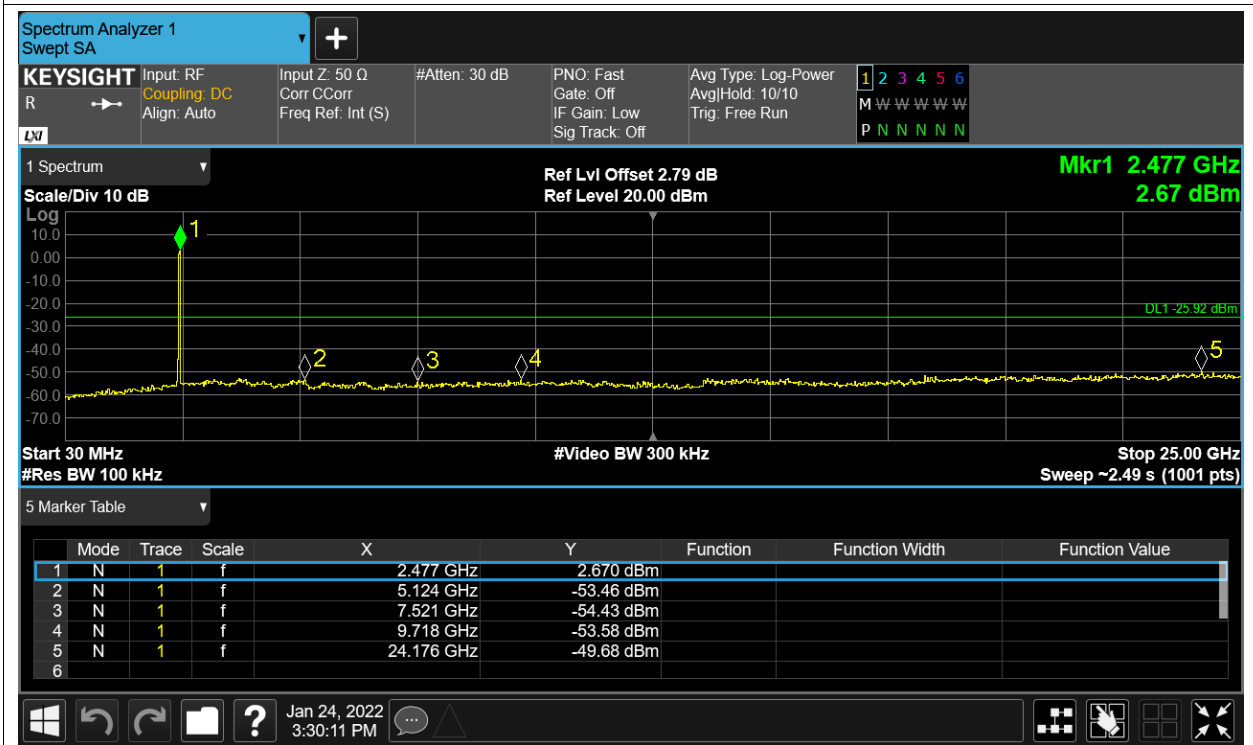 Spectrum Analyzer 1
Swept SA
+
KEYSIGHT Input: RF Input Z: 50 Ω #Atten: 30 dB PNO: Fast Avg Type: Log-Power 1 2 3 4 5 6
R Coupling: DC Corr CCorr Gate: Off Avg|Hold: 10/10 M W W W W W
Align: Auto Freq Ref: Int (S) IF Gain: Low Trig: Free Run
LXI Sig Track: Off P N N N N N
1 Spectrum Ref Lvl Offset 2.79 dB Mkr1 2.477 GHz
Scale/Div 10 dB Ref Level 20.00 dBm 2.67 dBm
Log
1
10.0
0.00
-10.0
-20.0
DL1 -25.92 dBm
-30.0
-40.0
2 3 4 5
-50.0
-60.0
-70.0
Start 30 MHz #Video BW 300 kHz Stop 25.00 GHz
#Res BW 100 kHz Sweep ~2.49 s (1001 pts)
5 Marker Table
Mode Trace Scale X Y Function Function Width Function Value
1 N 1 f 2.477 GHz 2.670 dBm
2 N 1 f 5.124 GHz -53.46 dBm
3 N 1 f 7.521 GHz -54.43 dBm
4 N 1 f 9.718 GHz -53.58 dBm
5 N 1 f 24.176 GHz -49.68 dBm
6
? Jan 24, 2022
3:30:11 PM